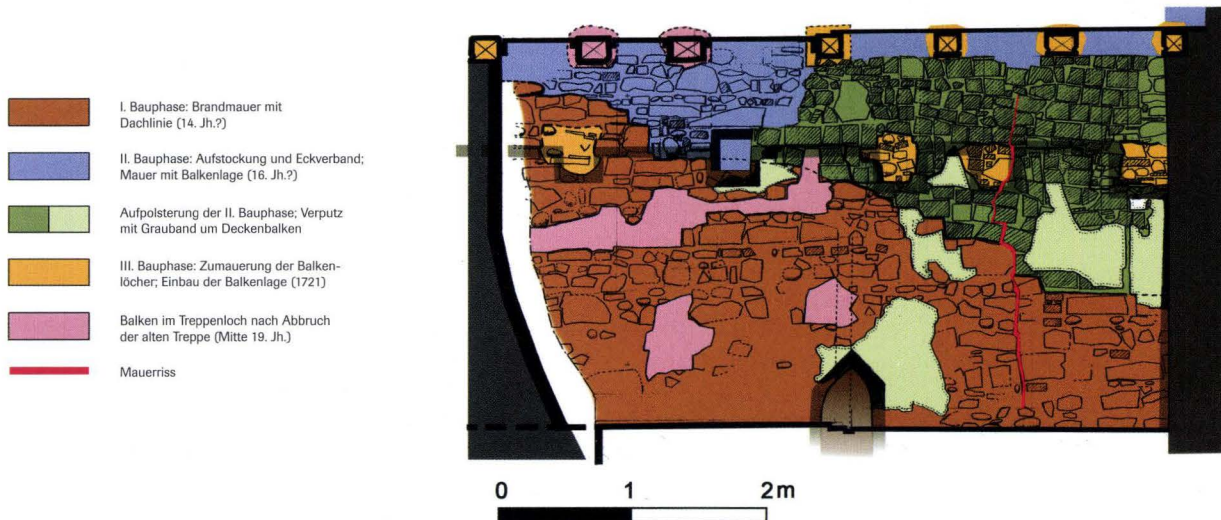 I. Bauphase: Brandmauer mit
Dachlinie (14. Jh.?)
II. Bauphase: Aufstockung und Eckverband;
Mauer mit Balkenlage (16. Jh.?)
Aufpolsterung der II. Bauphase; Verputz
mit Grauband um Deckenbalken
III. Bauphase: Zumauerung der Balken-
löcher; Einbau der Balkenlage (1721)
Balken im Treppenloch nach Abbruch
der alten Treppe (Mitte 19. Jh.)
Mauerriss
0 1 2m